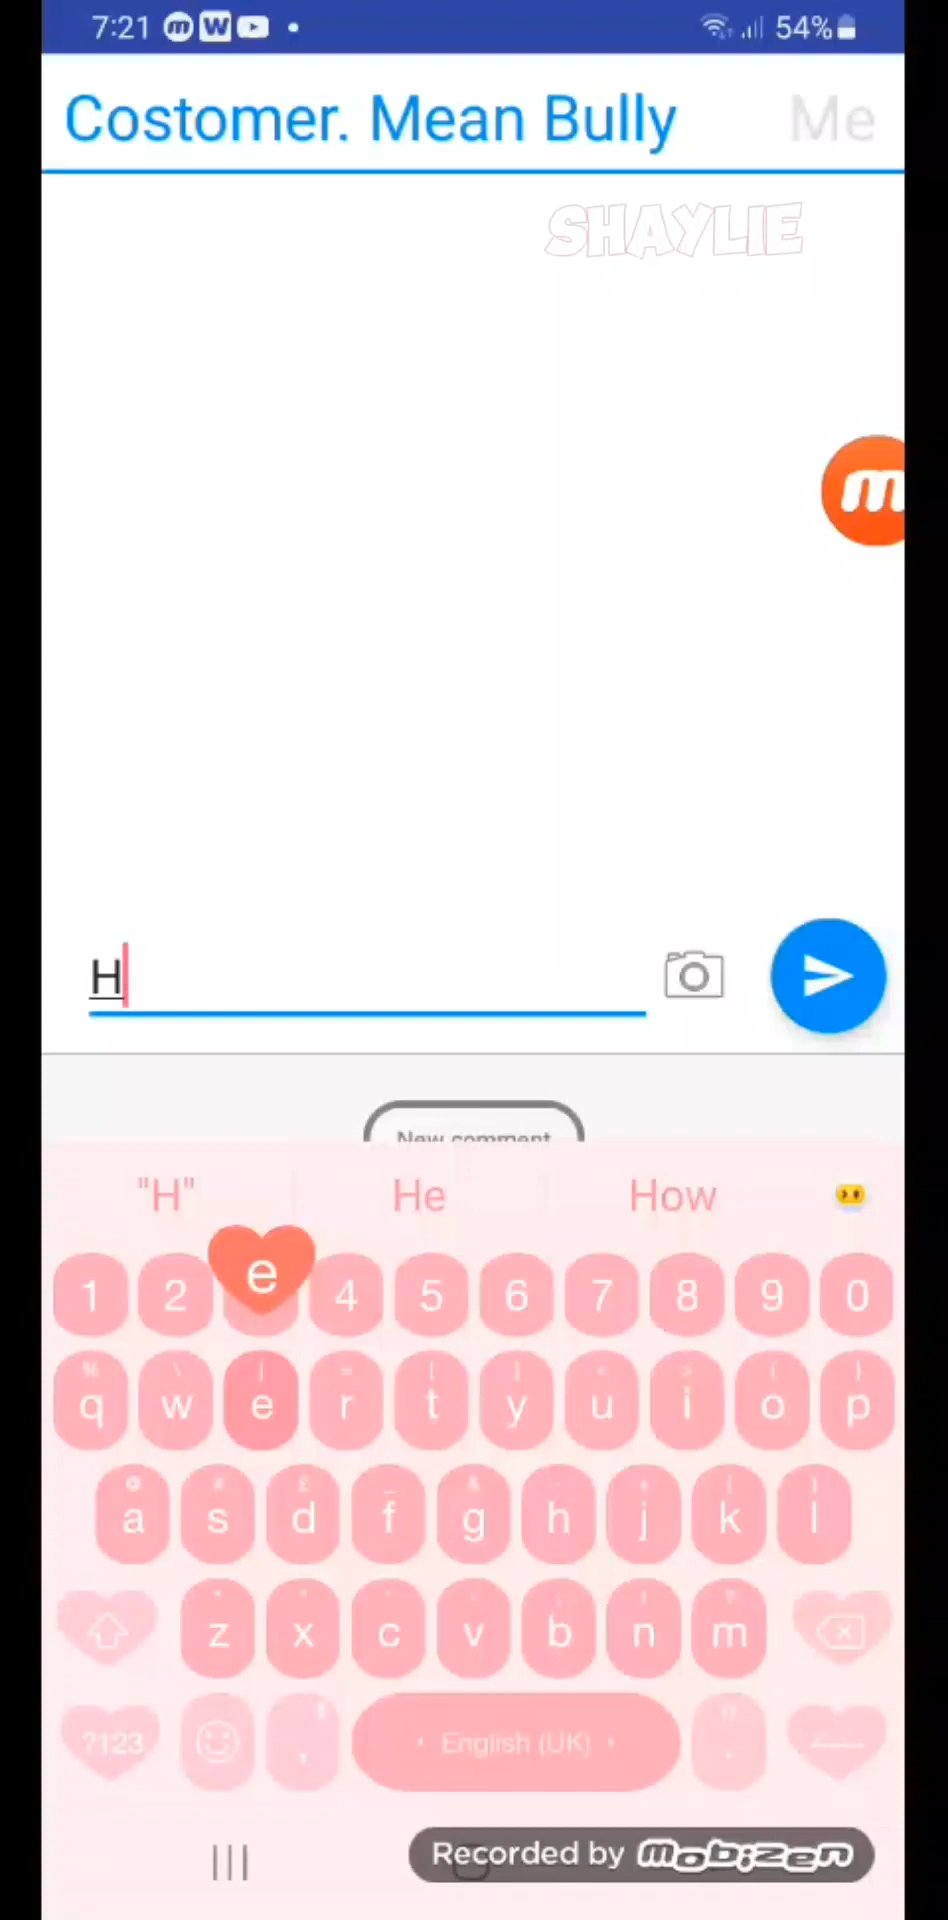 7:21 m W 54%
Costomer. Mean Bully Me
SHAYLIE
m
H
New comment
"H" He How
e
1 2 4 5 6 7 8 9 0
q w e r t y u i o p
a s d f g h j k l
z x c v b n m
?123 , English (UK) .
Recorded by mobizen